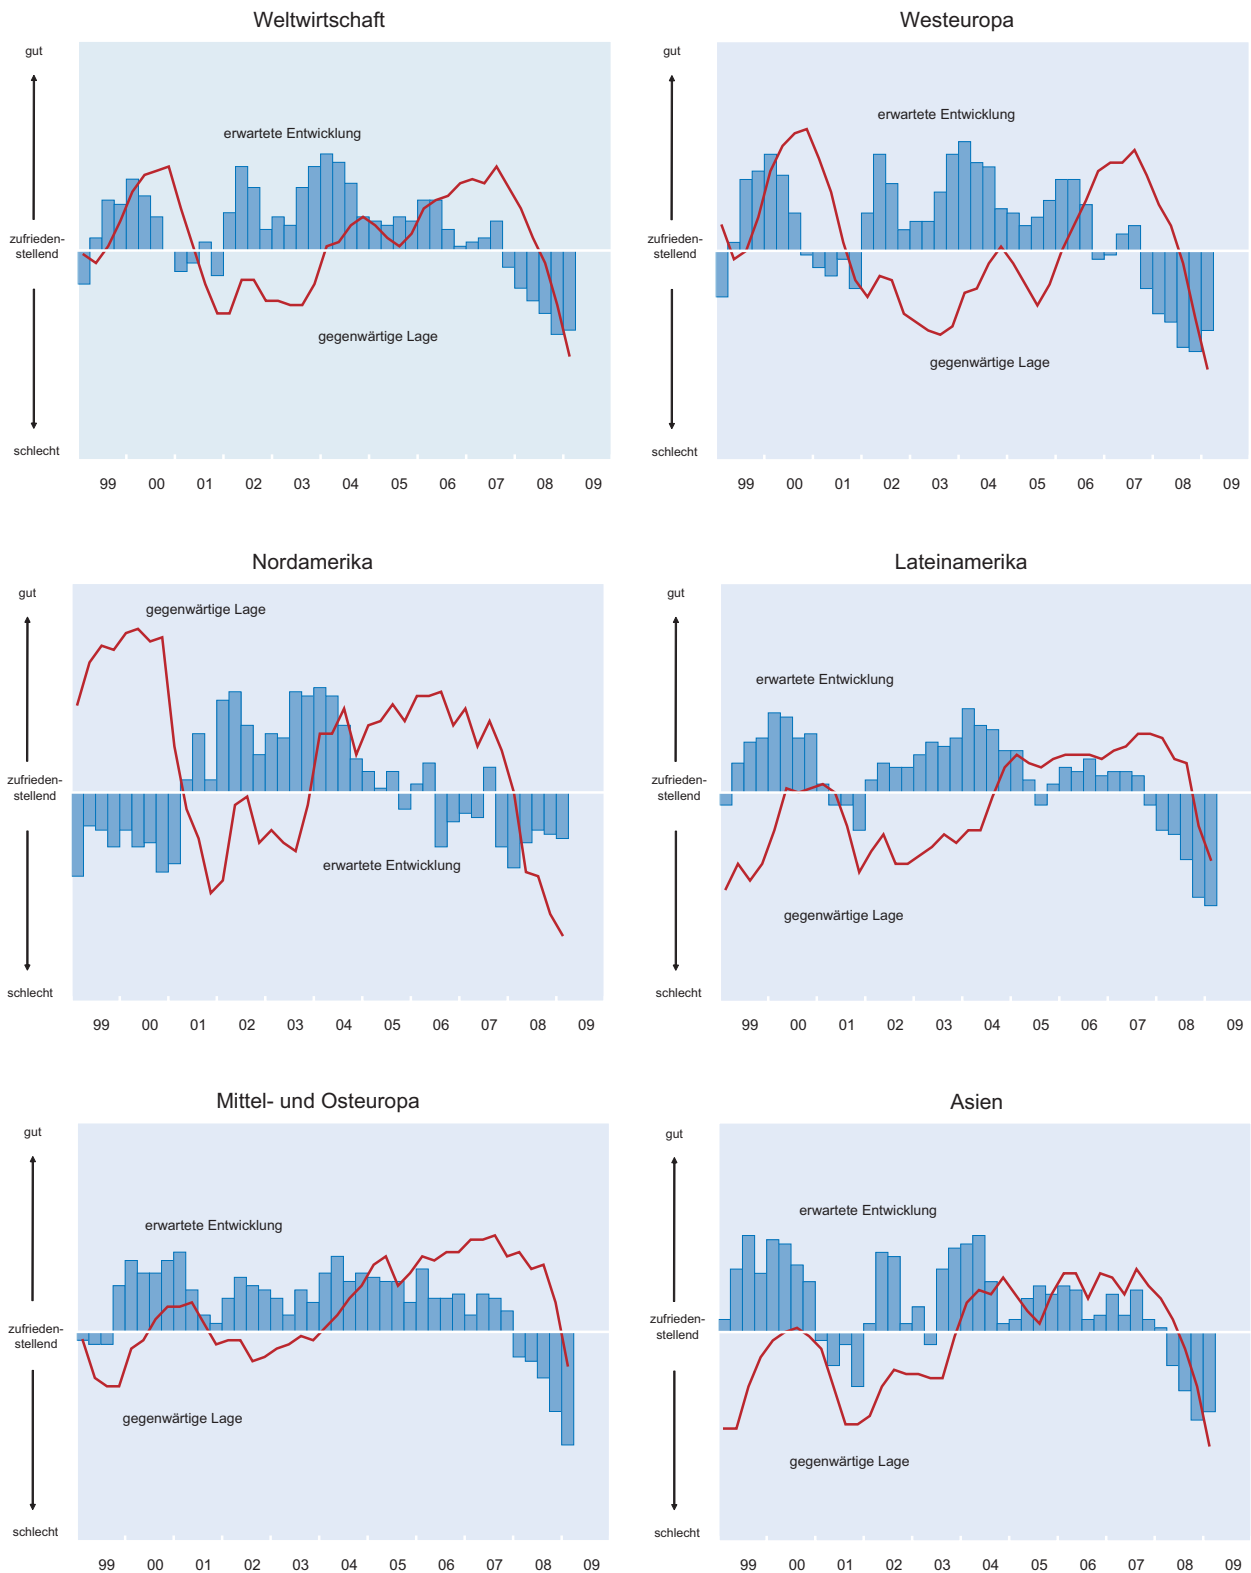 Weltwirtschaft
gut
erwartete Entwicklung
zufrieden-
stellend
gegenwärtige Lage
schlecht
99 00 01 02 03 04 05 06 07 08 09
Westeuropa
gut
erwartete Entwicklung
zufrieden-
stellend
gegenwärtige Lage
schlecht
99 00 01 02 03 04 05 06 07 08 09
Nordamerika
gut
gegenwärtige Lage
zufrieden-
stellend
erwartete Entwicklung
schlecht
99 00 01 02 03 04 05 06 07 08 09
Lateinamerika
gut
erwartete Entwicklung
zufrieden-
stellend
gegenwärtige Lage
schlecht
99 00 01 02 03 04 05 06 07 08 09
Mittel- und Osteuropa
gut
erwartete Entwicklung
zufrieden-
stellend
gegenwärtige Lage
schlecht
99 00 01 02 03 04 05 06 07 08 09
Asien
gut
erwartete Entwicklung
zufrieden-
stellend
gegenwärtige Lage
schlecht
99 00 01 02 03 04 05 06 07 08 09